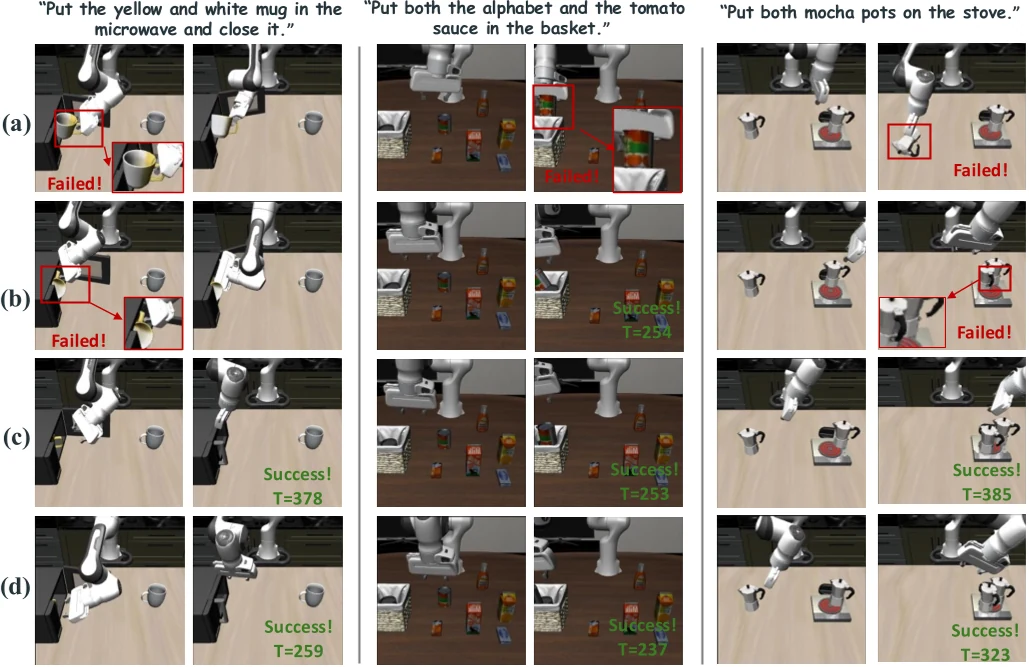 “Put the yellow and white mug in the
microwave and close it.”
“Put both the alphabet and the tomato
sauce in the basket.”
“Put both mocha pots on the stove.”
(a)
Failed!
Failed!
Failed!
(b)
Failed!
Success!
T=254
Failed!
(c)
Success!
T=378
Success!
T=253
Success!
T=385
(d)
Success!
T=259
Success!
T=237
Success!
T=323